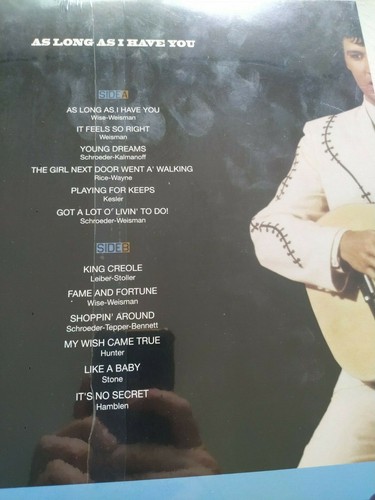 AS LONG AS I HAVE YOU
SIDEA
AS LONG AS I HAVE YOU
Wise-Weisman
IT FEELS SO RIGHT
Weisman
YOUNG DREAMS
Schroeder-Kalmanoff
THE GIRL NEXT DOOR WENT A' WALKING
Rice-Wayne
PLAYING FOR KEEPS
Kesler
GOT A LOT O' LIVIN' TO DO!
Schroeder-Weisman
SIDEB
KING CREOLE
Leiber-Stoller
FAME AND FORTUNE
Wise-Weisman
SHOPPIN' AROUND
Schroeder-Tepper-Bennett
MY WISH CAME TRUE
Hunter
LIKE A BABY
Stone
IT'S NO SECRET
Hamblen